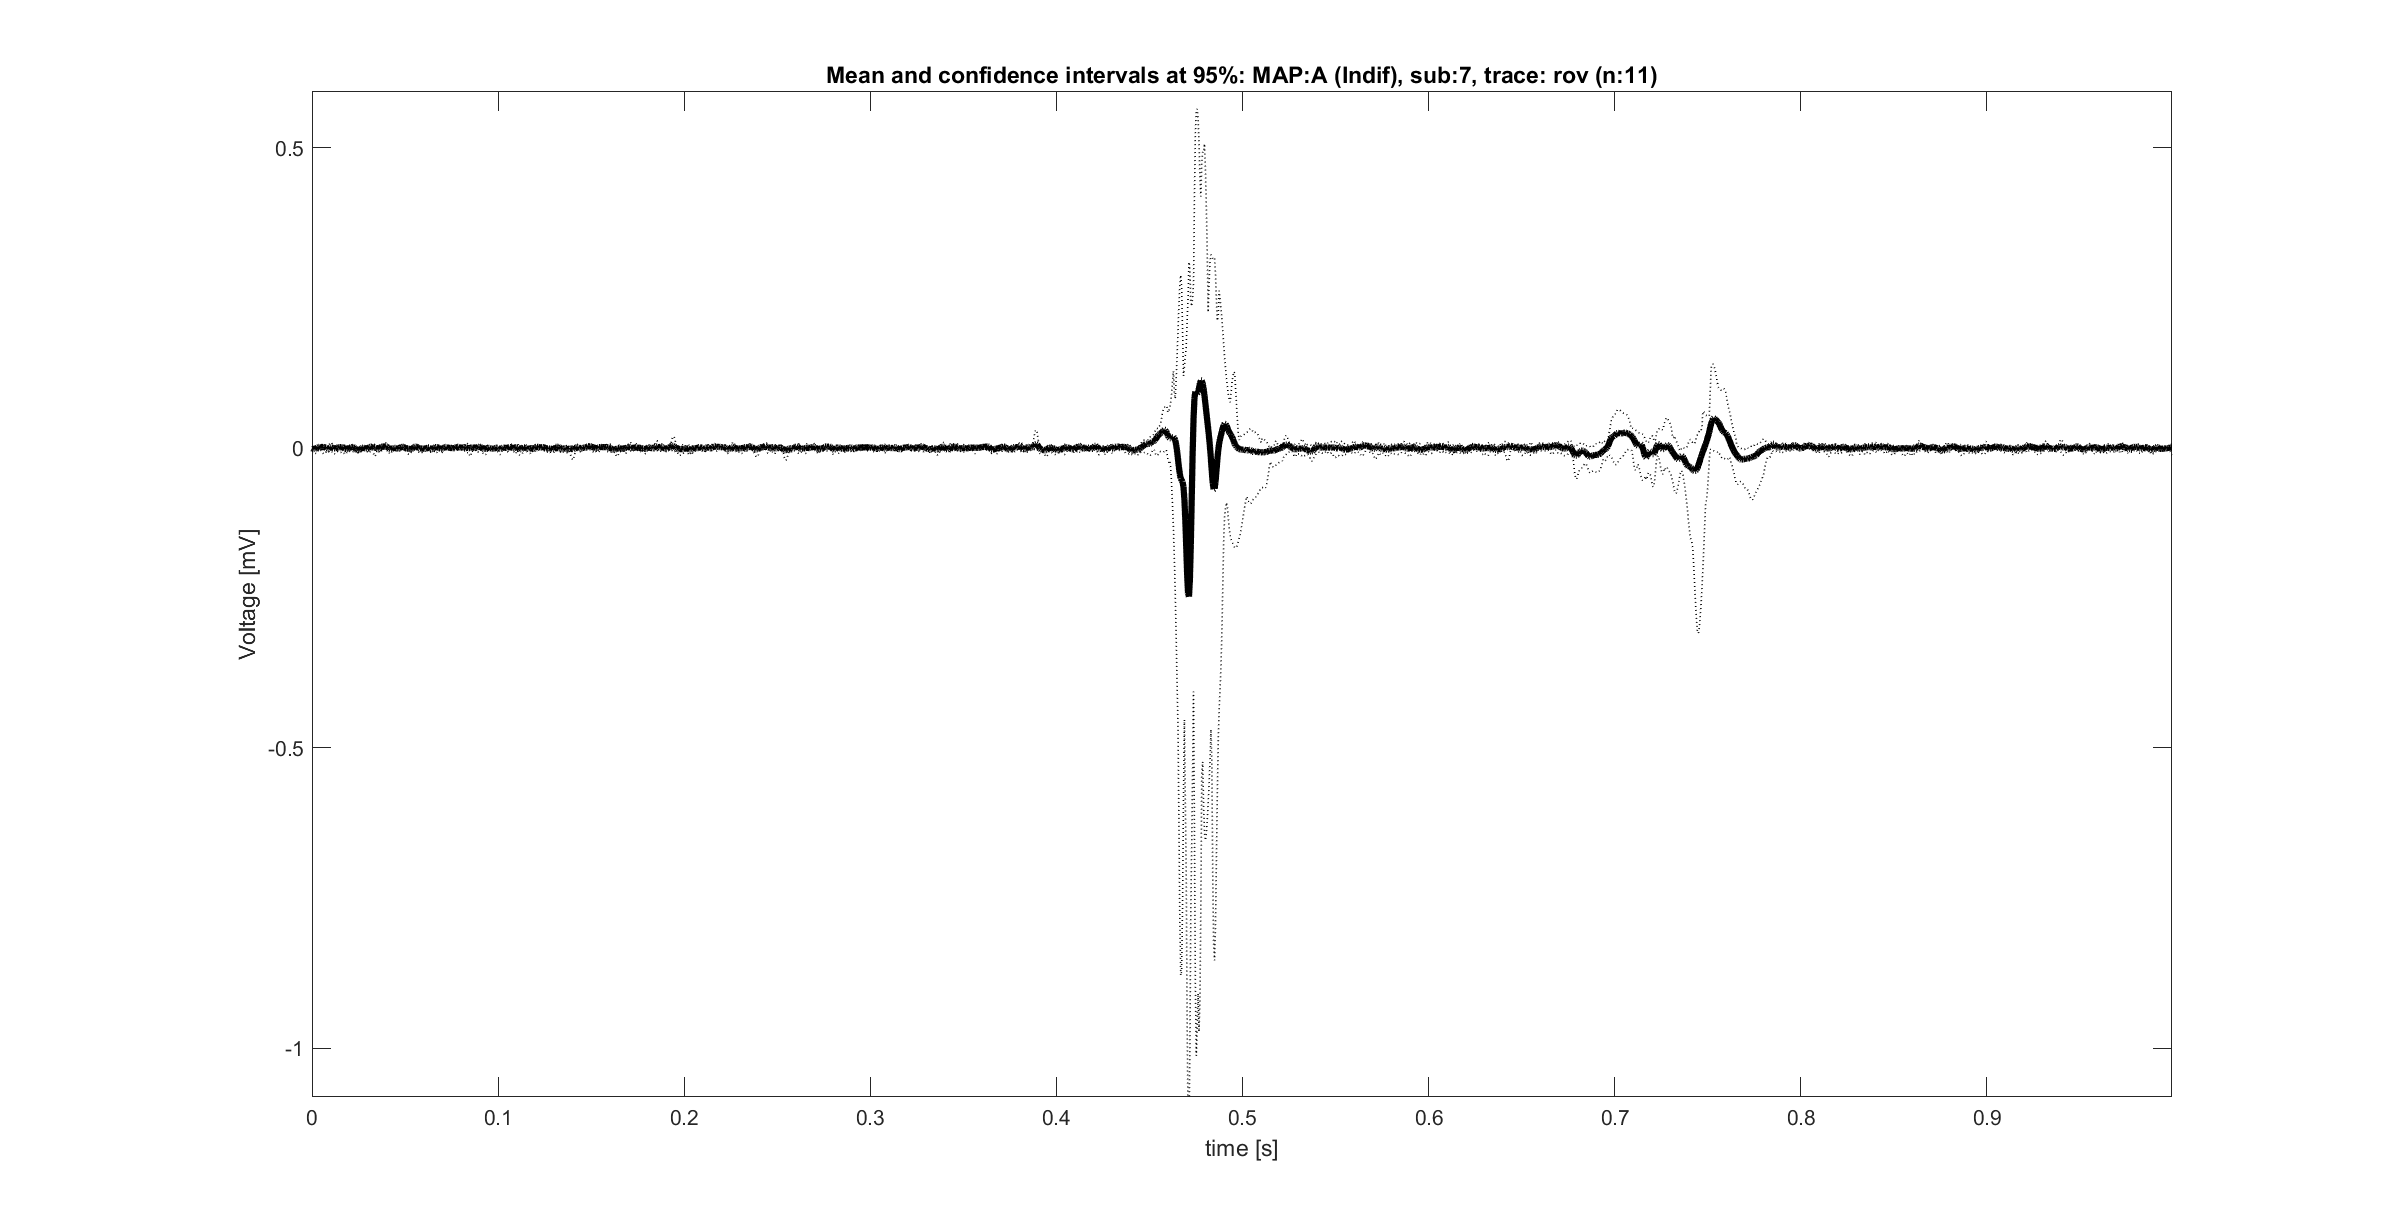 Mean and confidence intervals at 95%: MAP:A (Indif), sub:7, trace: rov (n:11)
0.5
0
-0.5
-1
Voltage [mV]
0 0.1 0.2 0.3 0.4 0.5 0.6 0.7 0.8 0.9
time [s]